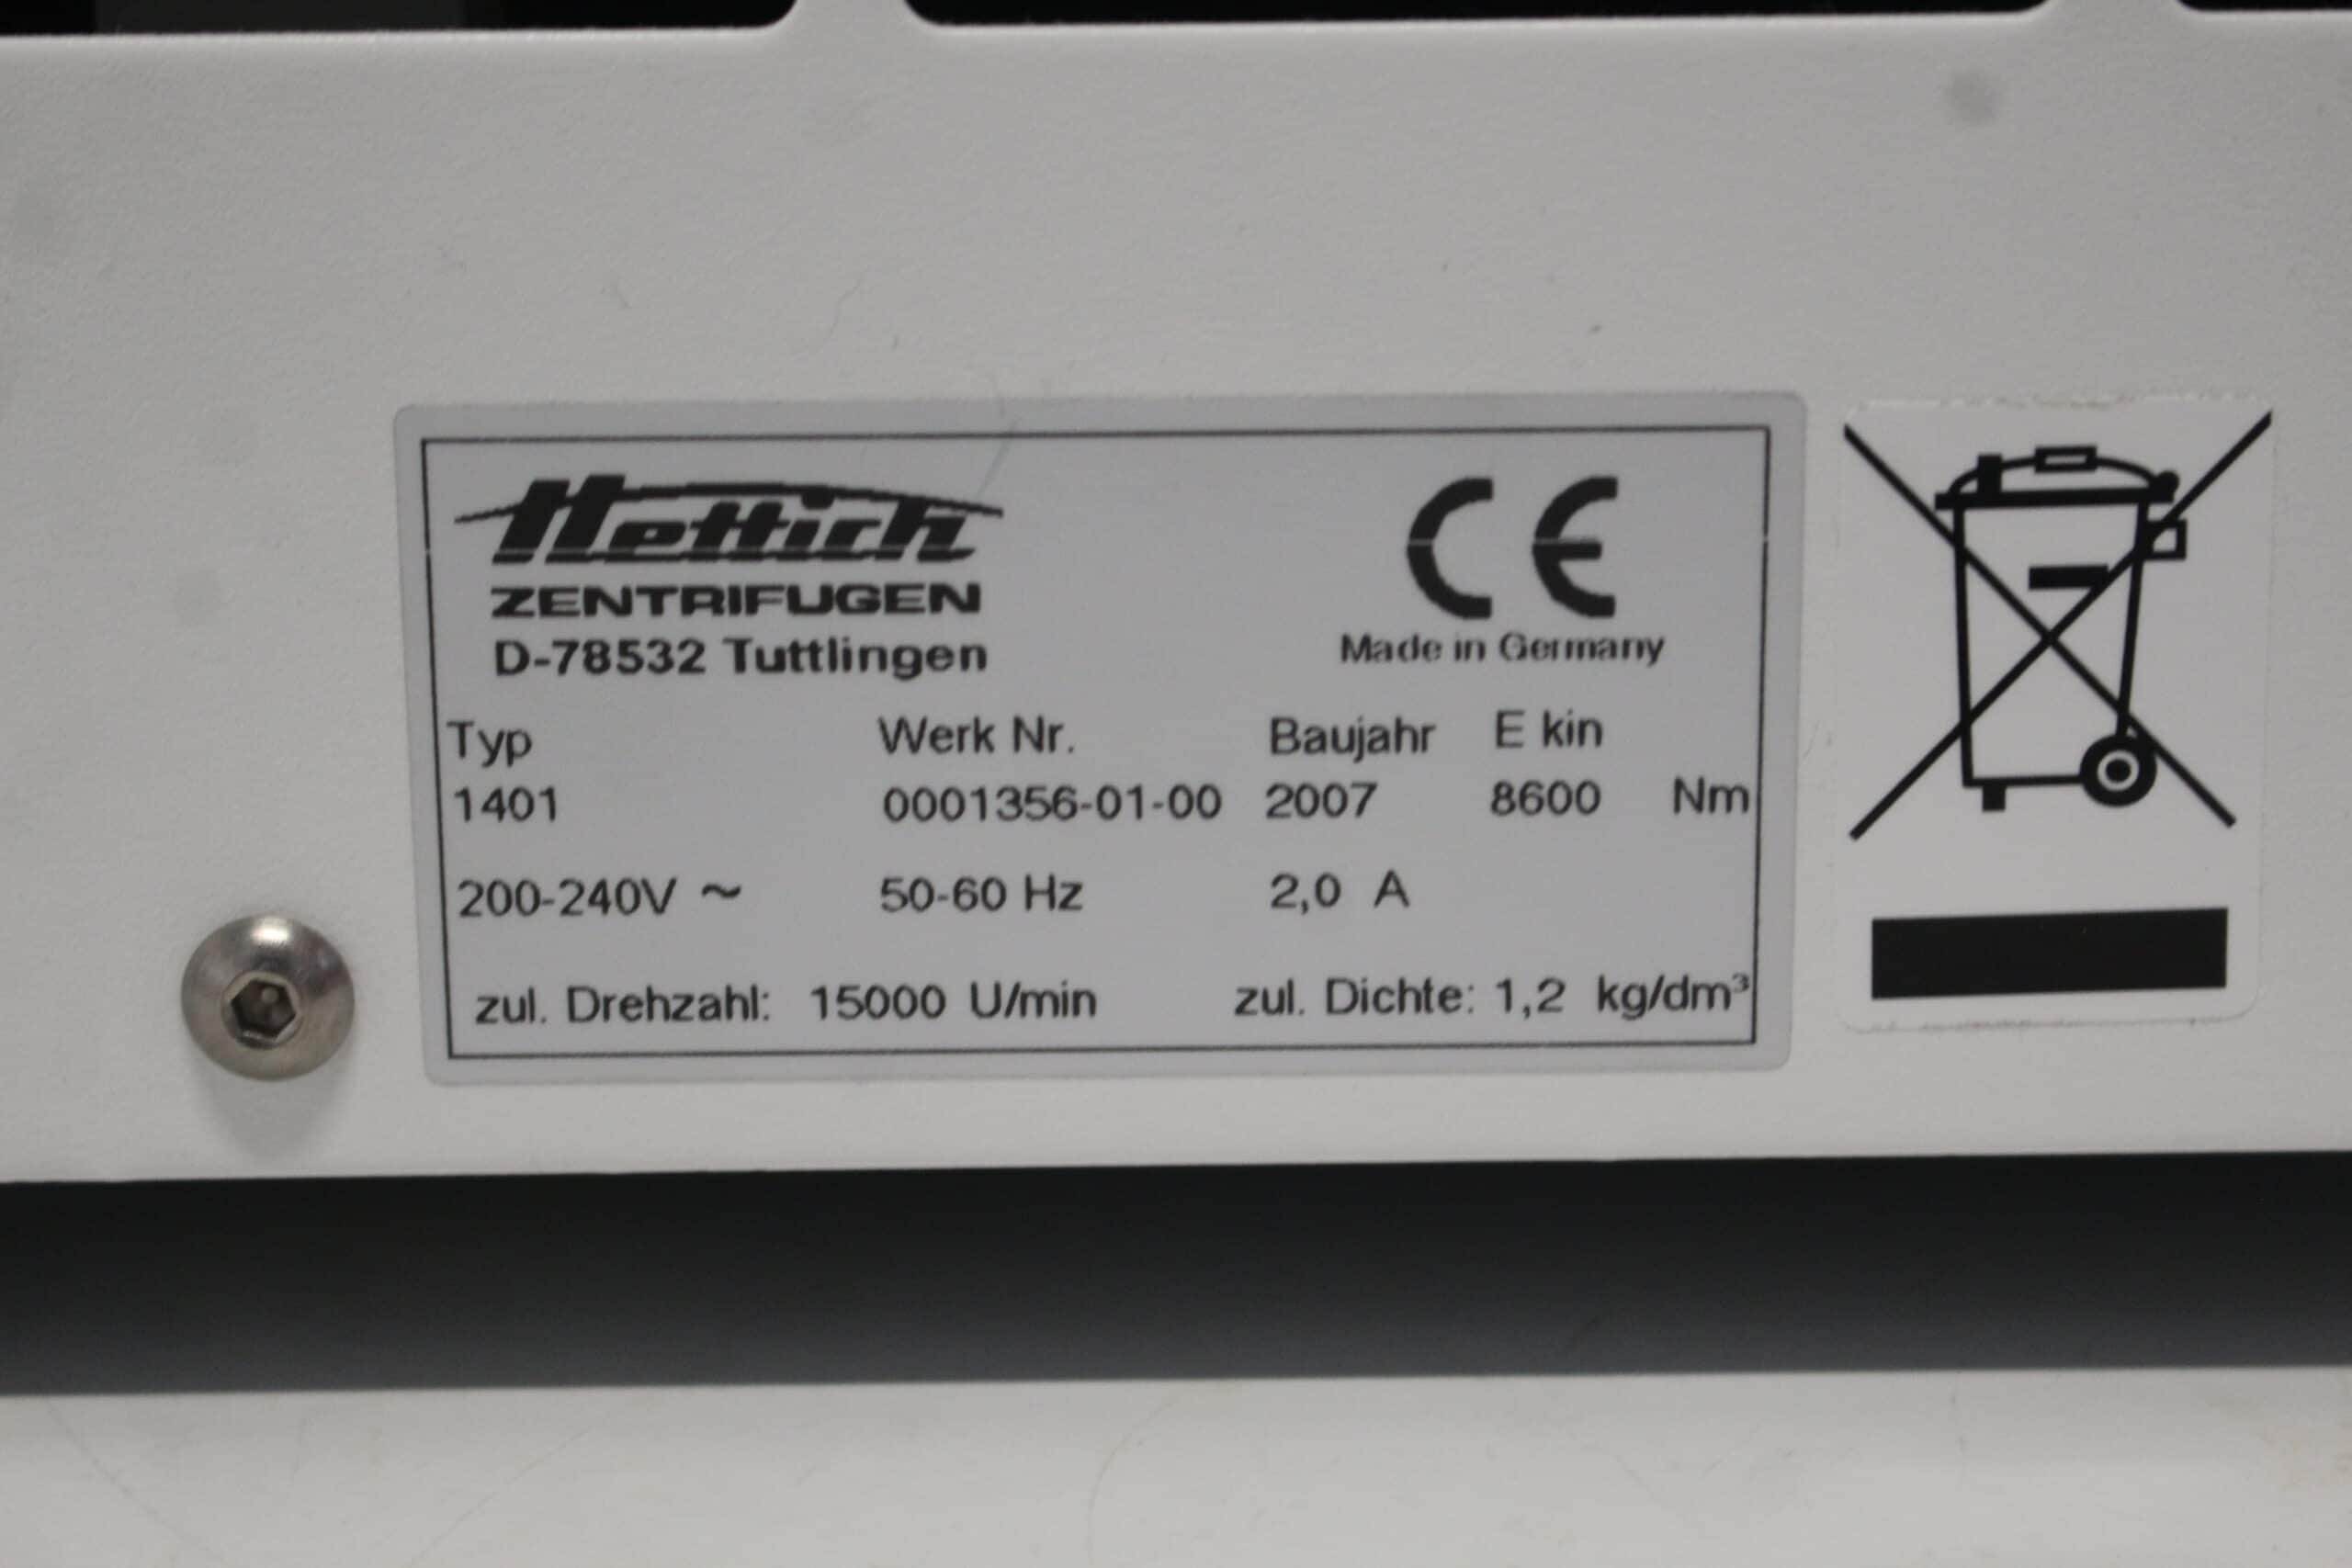 Hettich
ZENTRIFUGEN
D-78532 Tuttlingen
CE
Made in Germany
Typ Werk Nr. Baujahr E kin
1401 0001356-01-00 2007 8600 Nm
200-240V ~ 50-60 Hz 2,0 A
zul. Drehzahl: 15000 U/min zul. Dichte: 1,2 kg/dm³